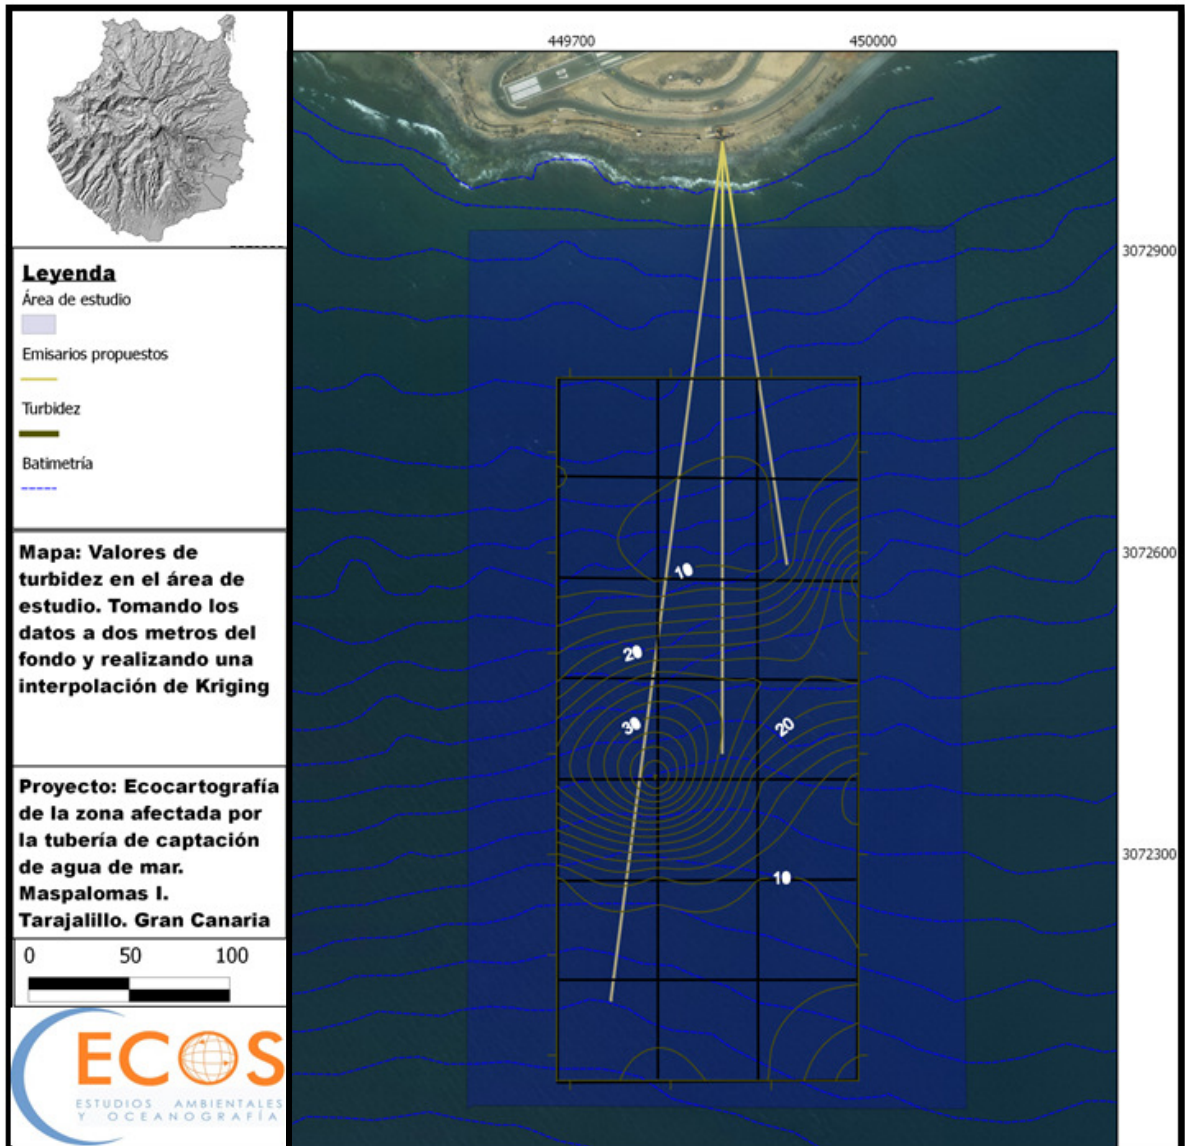 449700
450000
3072900
3072600
3072300
Leyenda
Área de estudio
Emisarios propuestos
Turbidez
Batimetría
Mapa: Valores de
turbidez en el área de
estudio. Tomando los
datos a dos metros del
fondo y realizando una
interpolación de Kriging
Proyecto: Ecocartografía
de la zona afectada por
la tubería de captación
de agua de mar.
Maspalomas I.
Tarajalillo. Gran Canaria
0 50 100
ECOS
ESTUDIOS AMBIENTALES
Y OCEANOGRAFÍA
10
20
30
20
10